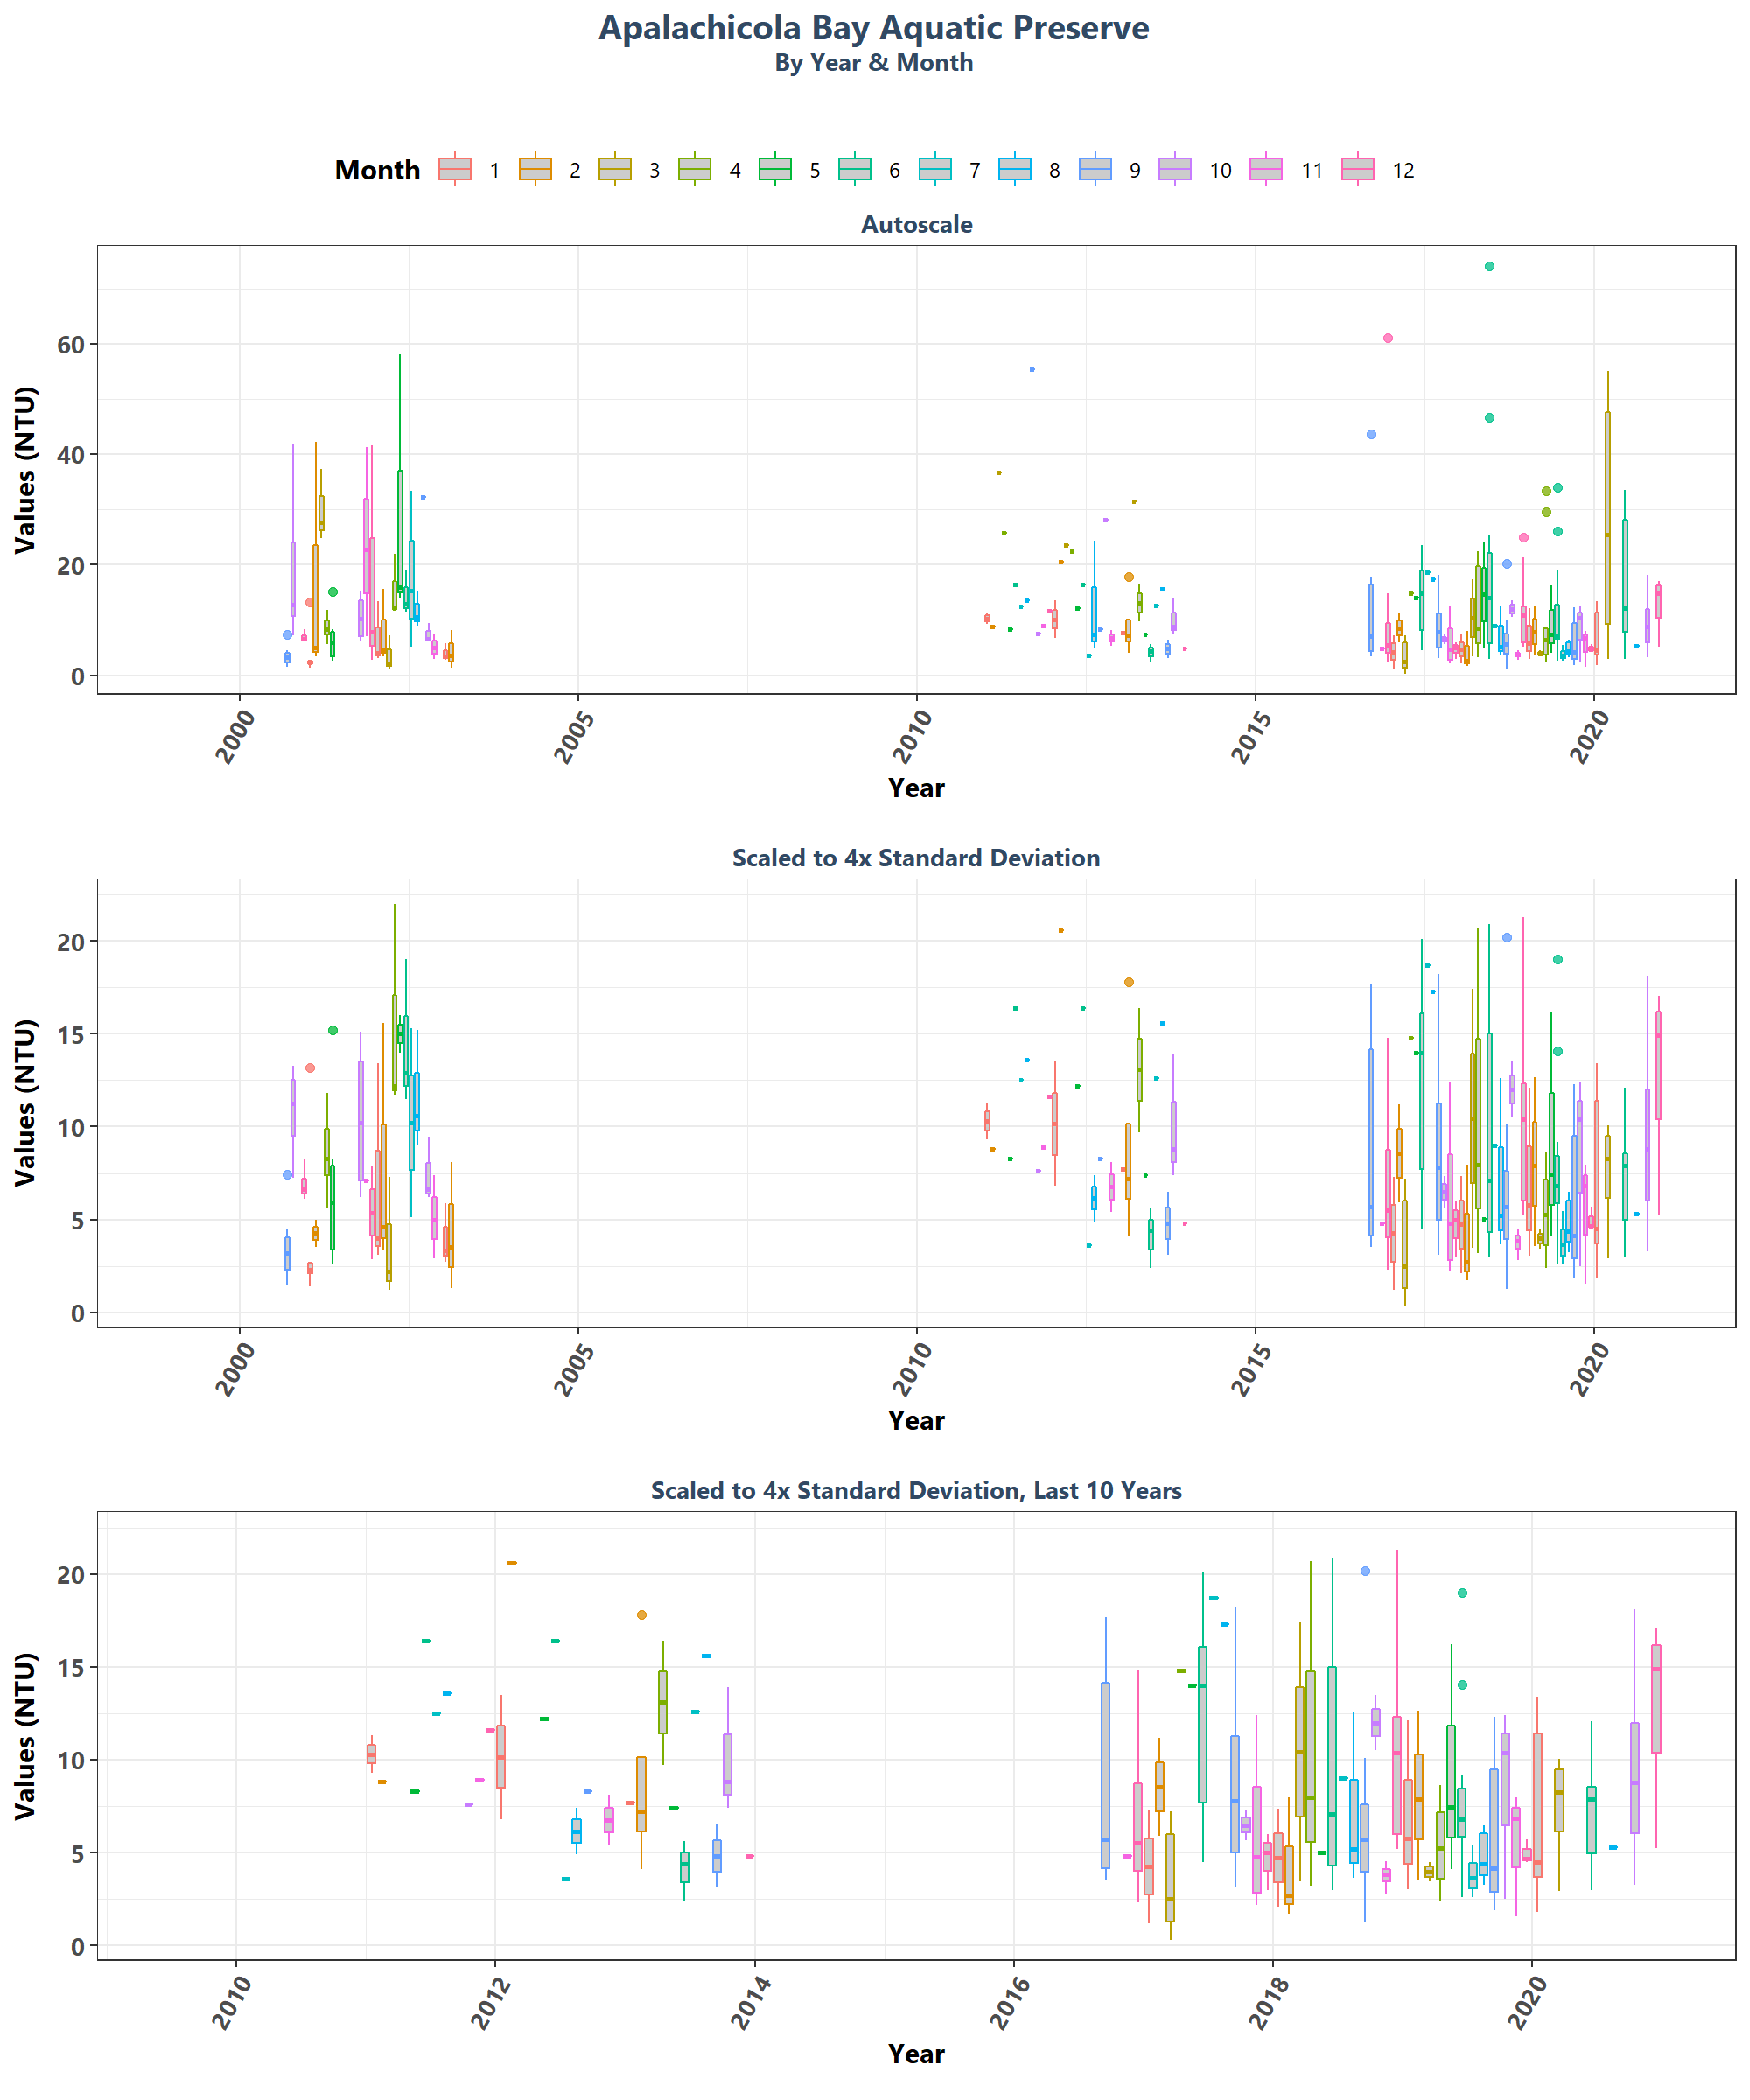 Apalachicola Bay Aquatic Preserve
By Year & Month
Month 1 2 3 4 5 6 7 8 9 10 11 12
Autoscale
Values (NTU)
60
40
20
0
2000 2005 2010 2015 2020
Year
Scaled to 4x Standard Deviation
Values (NTU)
20
15
10
5
0
2000 2005 2010 2015 2020
Year
Scaled to 4x Standard Deviation, Last 10 Years
Values (NTU)
20
15
10
5
0
2010 2012 2014 2016 2018 2020
Year